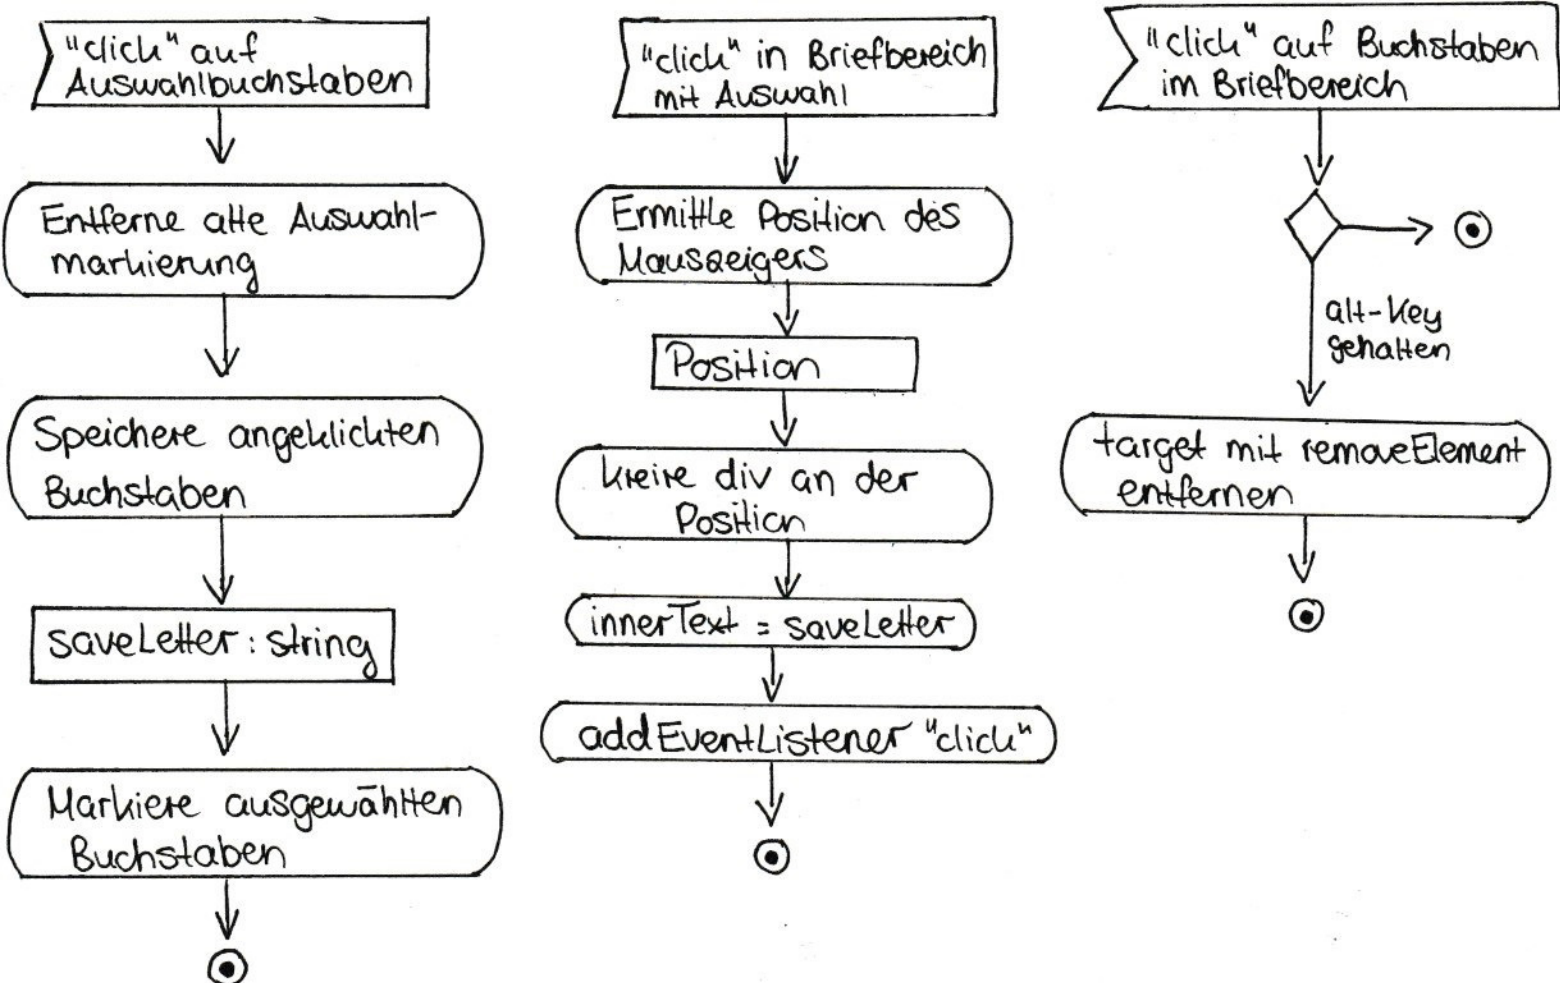 "click" auf
Auswahlbuchstaben
Entferne alte Auswahl-
markierung
Speichere angeklickten
Buchstaben
saveLetter: string
Markiere ausgewählten
Buchstaben
"click" in Briefbereich
mit Auswahl
Ermittle Position des
Mauszeigers
Position
kreire div an der
Position
innerText = saveLetter
addEventListener "click"
"click" auf Buchstaben
im Briefbereich
alt-Key
gehalten
target mit removeElement
entfernen